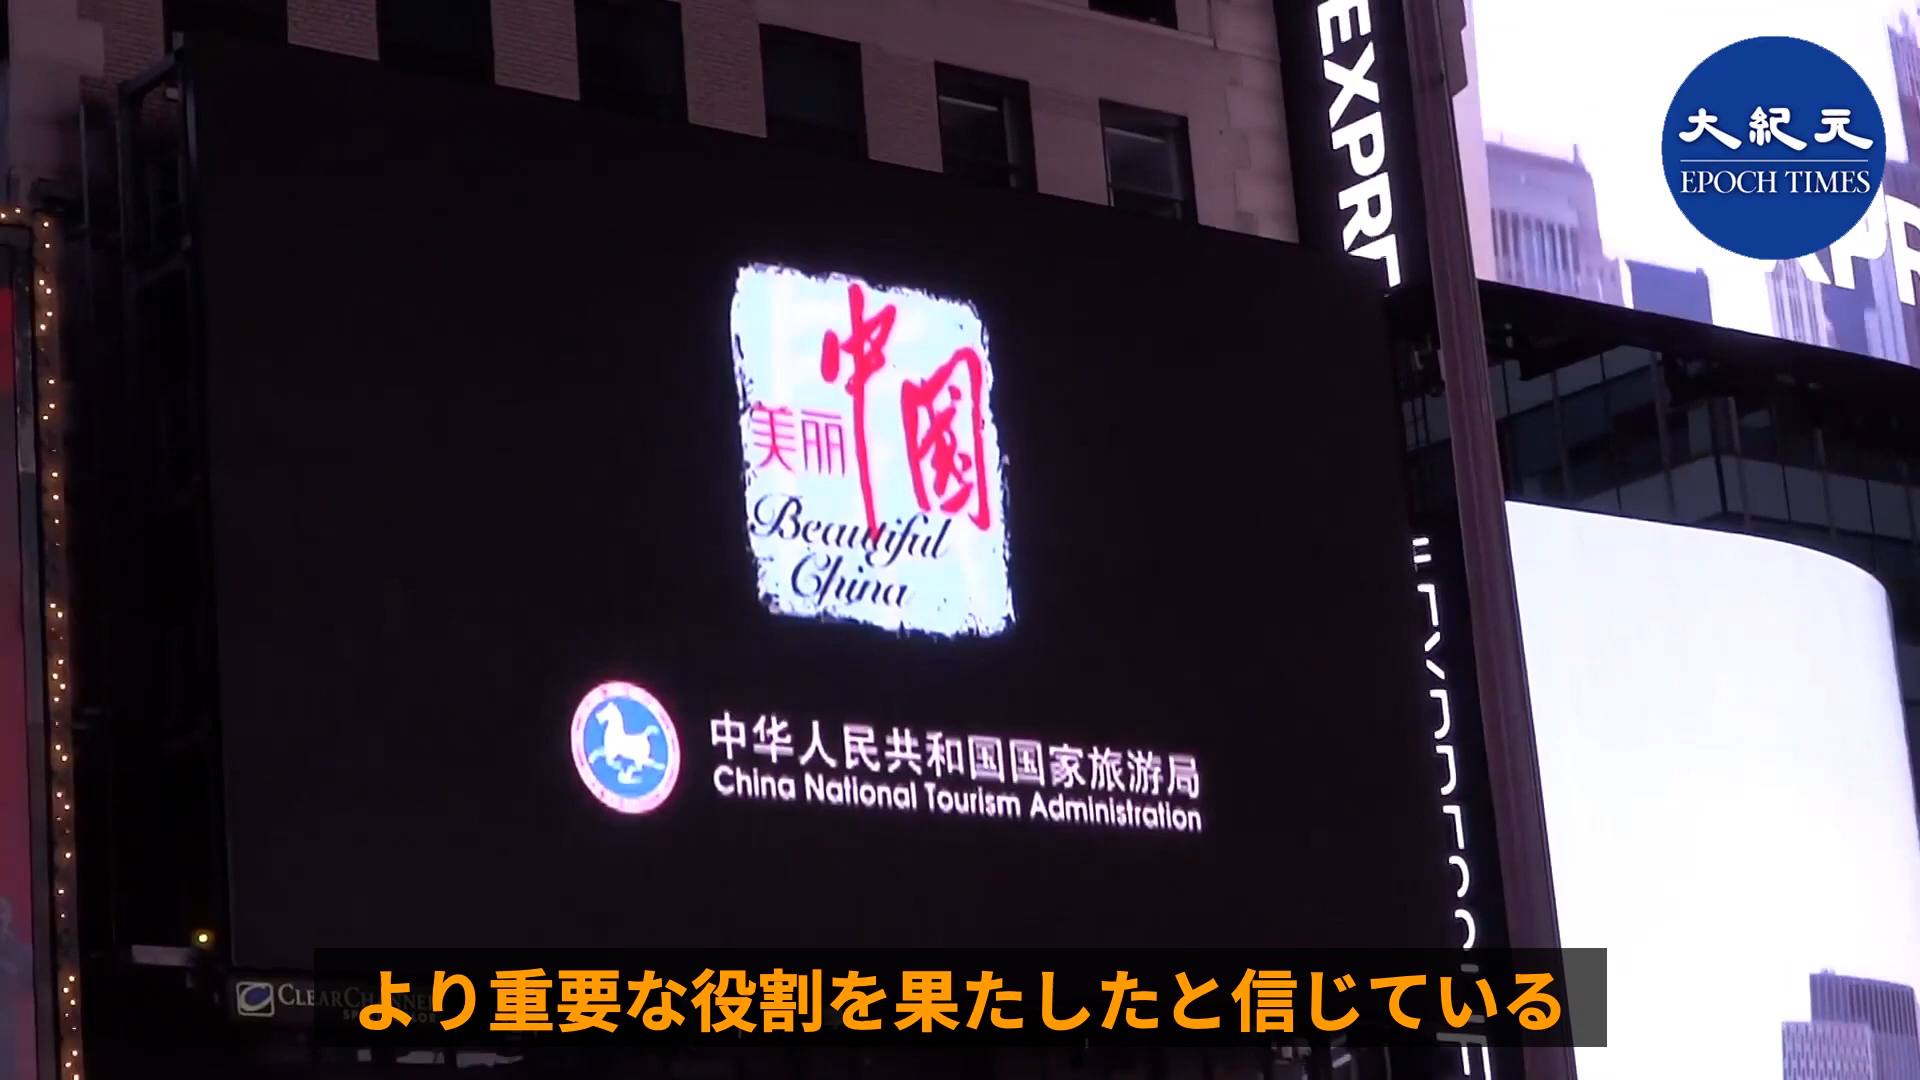 EXPR
大紀元
EPOCH TIMES
中国
美丽
Beautiful
China
中华人民共和国国家旅游局
China National Tourism Administration
CLEARCHANNEL
より重要な役割を果たしたと信じている